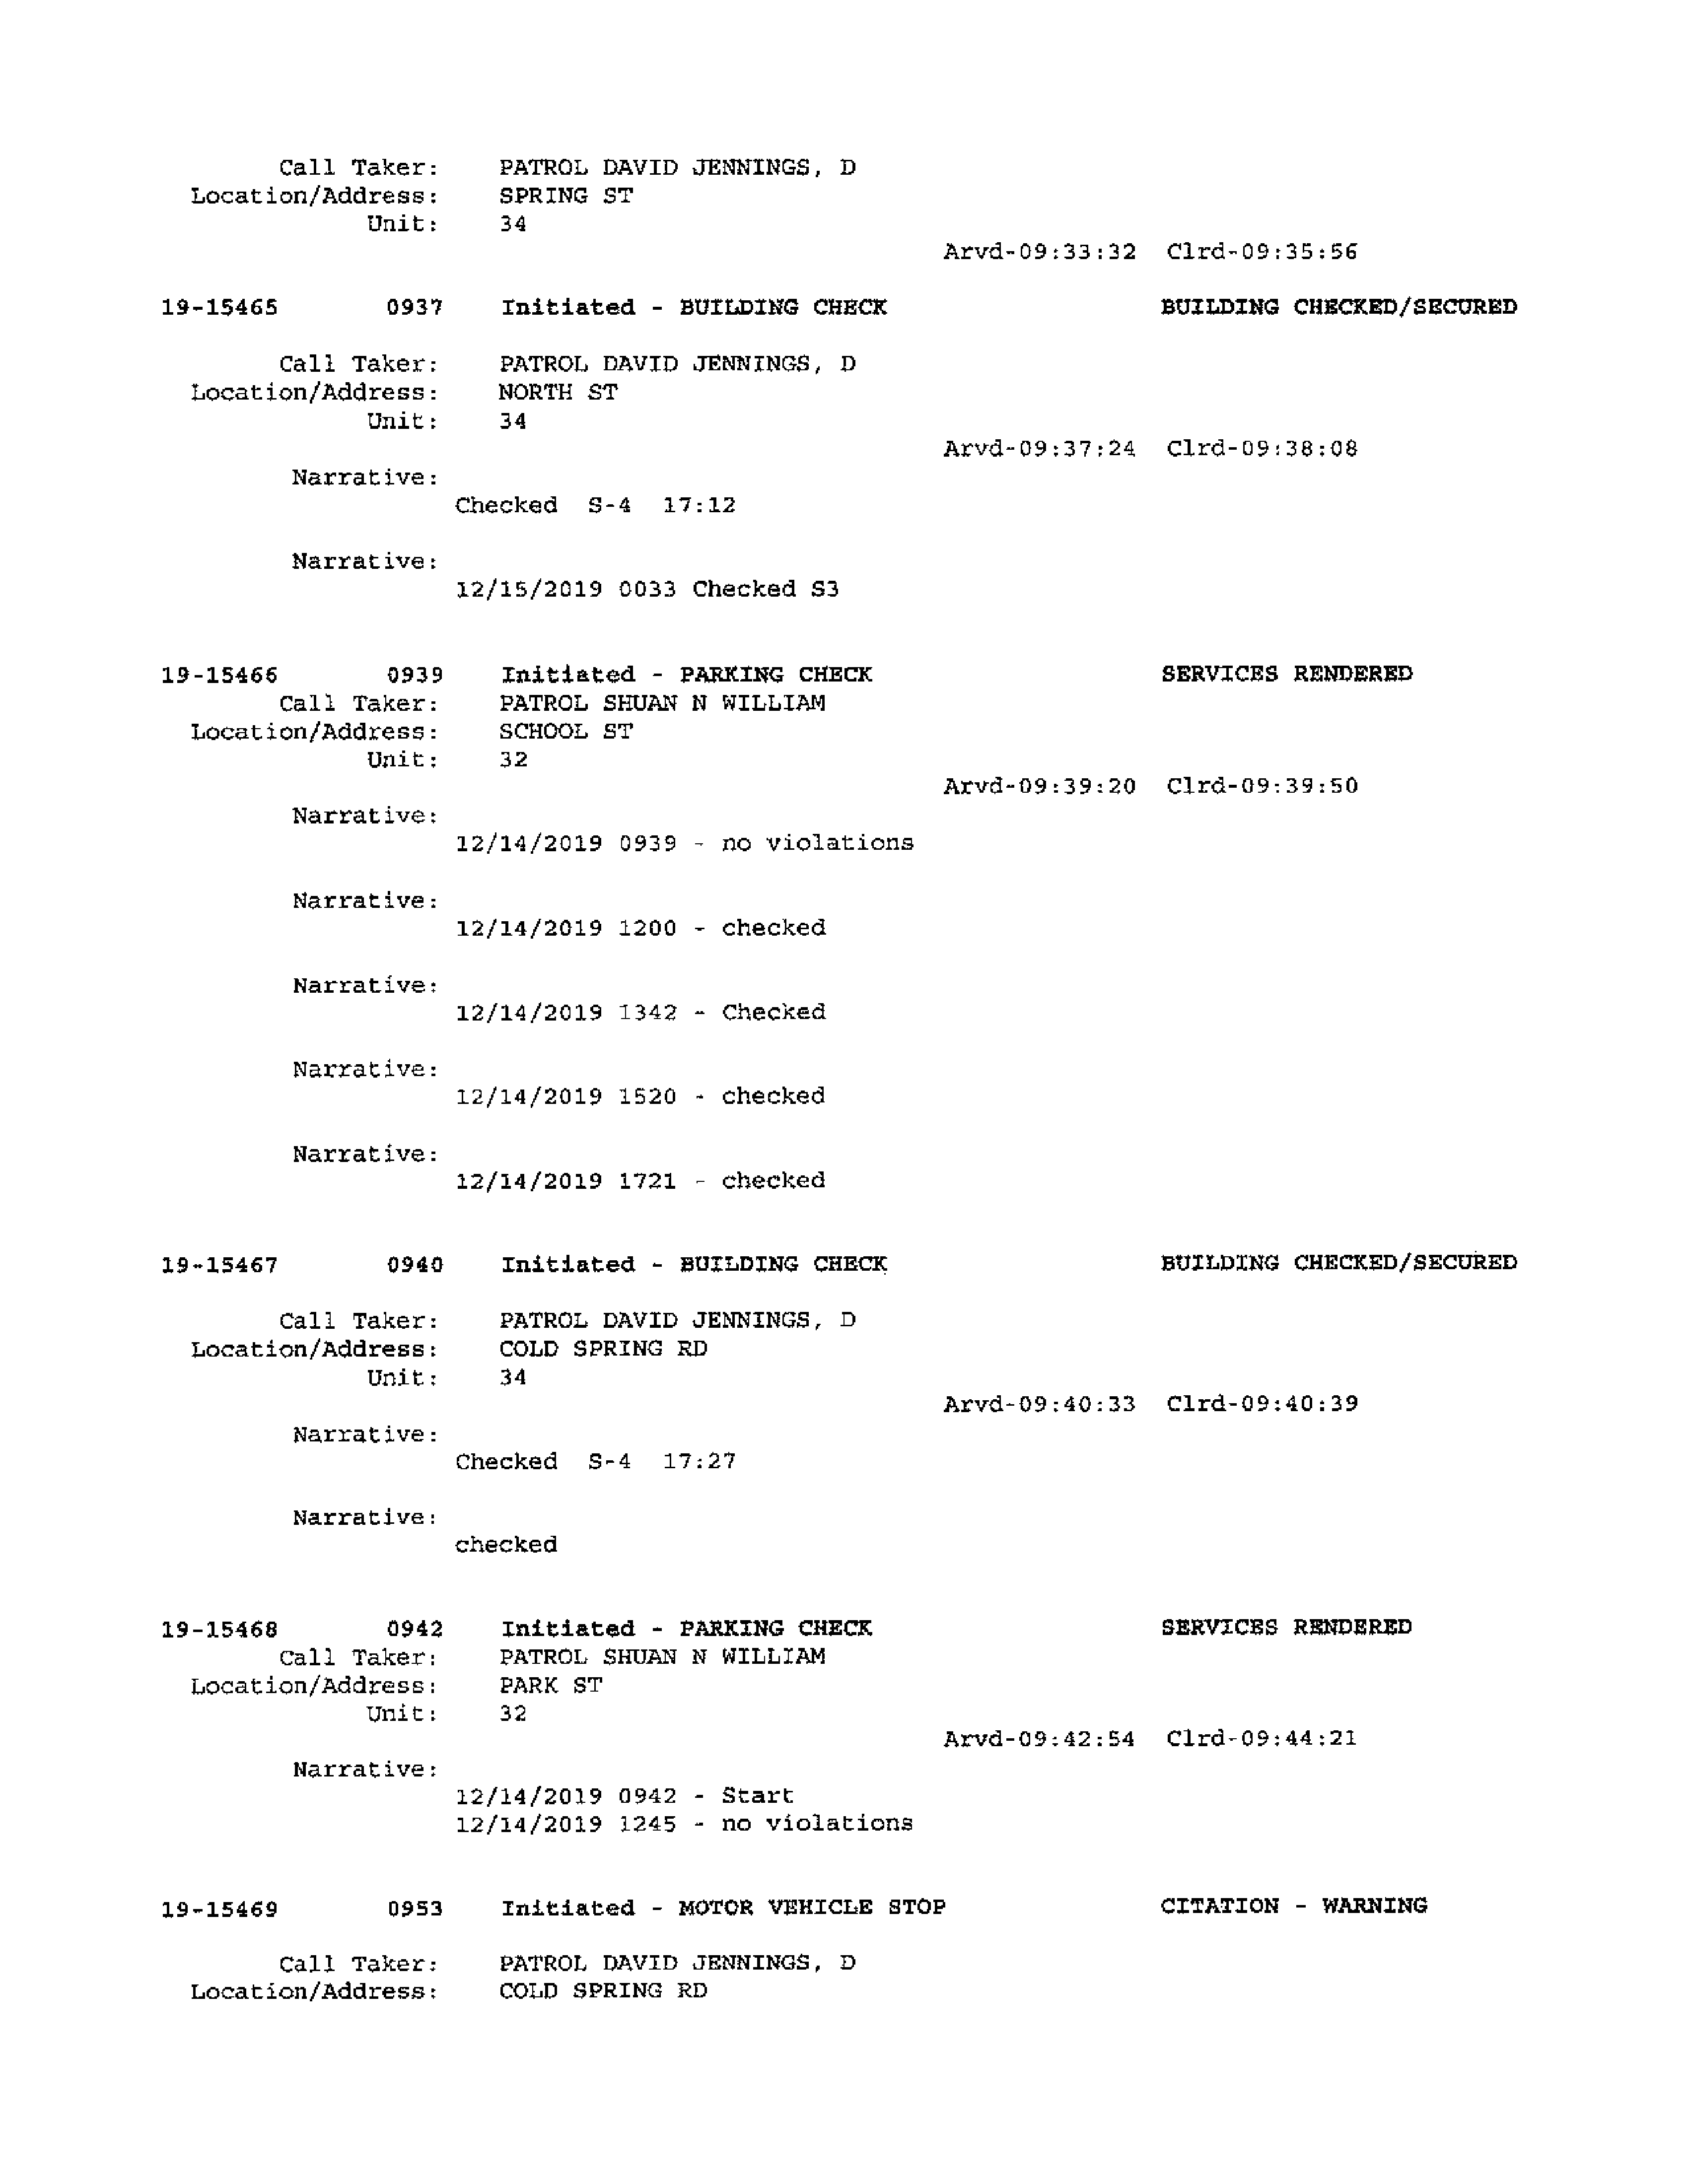 Call Taker: PATROL DAVID JENNINGS, D
Location/Address: SPRING ST
Unit: 34
Arvd-09:33:32 Clrd-09:35:56
19-15465 0937 Initiated - BUILDING CHECK BUILDING CHECKED/SECURED
Call Taker: PATROL DAVID JENNINGS, D
Location/Address: NORTH ST
Unit: 34
Arvd-09:37:24 Clrd-09:38:08
Narrative:
Checked S-4 17:12
Narrative:
12/15/2019 0033 Checked S3
19-15466 0939 Initiated - PARKING CHECK SERVICES RENDERED
Call Taker: PATROL SHUAN N WILLIAM
Location/Address: SCHOOL ST
Unit: 32
Arvd-09:39:20 Clrd-09:39:50
Narrative:
12/14/2019 0939 - no violations
Narrative:
12/14/2019 1200 - checked
Narrative:
12/14/2019 1342 - Checked
Narrative:
12/14/2019 1520 - checked
Narrative:
12/14/2019 1721 - checked
19-15467 0940 Initiated - BUILDING CHECK BUILDING CHECKED/SECURED
Call Taker: PATROL DAVID JENNINGS, D
Location/Address: COLD SPRING RD
Unit: 34
Arvd-09:40:33 Clrd-09:40:39
Narrative:
Checked S-4 17:27
Narrative:
checked
19-15468 0942 Initiated - PARKING CHECK SERVICES RENDERED
Call Taker: PATROL SHUAN N WILLIAM
Location/Address: PARK ST
Unit: 32
Arvd-09:42:54 Clrd-09:44:21
Narrative:
12/14/2019 0942 - Start
12/14/2019 1245 - no violations
19-15469 0953 Initiated - MOTOR VEHICLE STOP CITATION - WARNING
Call Taker: PATROL DAVID JENNINGS, D
Location/Address: COLD SPRING RD